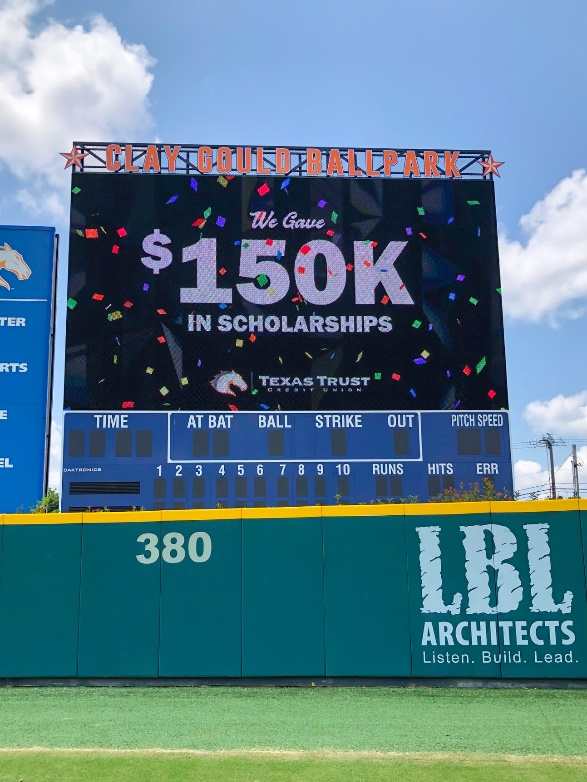 CLAY GOULD BALLPARK
We Gave
$150K
IN SCHOLARSHIPS
TEXAS TRUST
CREDIT UNION
TER
RTS
E
EL
TIME AT BAT BALL STRIKE OUT PITCH SPEED
DAKTRONICS 1 2 3 4 5 6 7 8 9 10 RUNS HITS ERR
380
LBL
ARCHITECTS
Listen. Build. Lead.